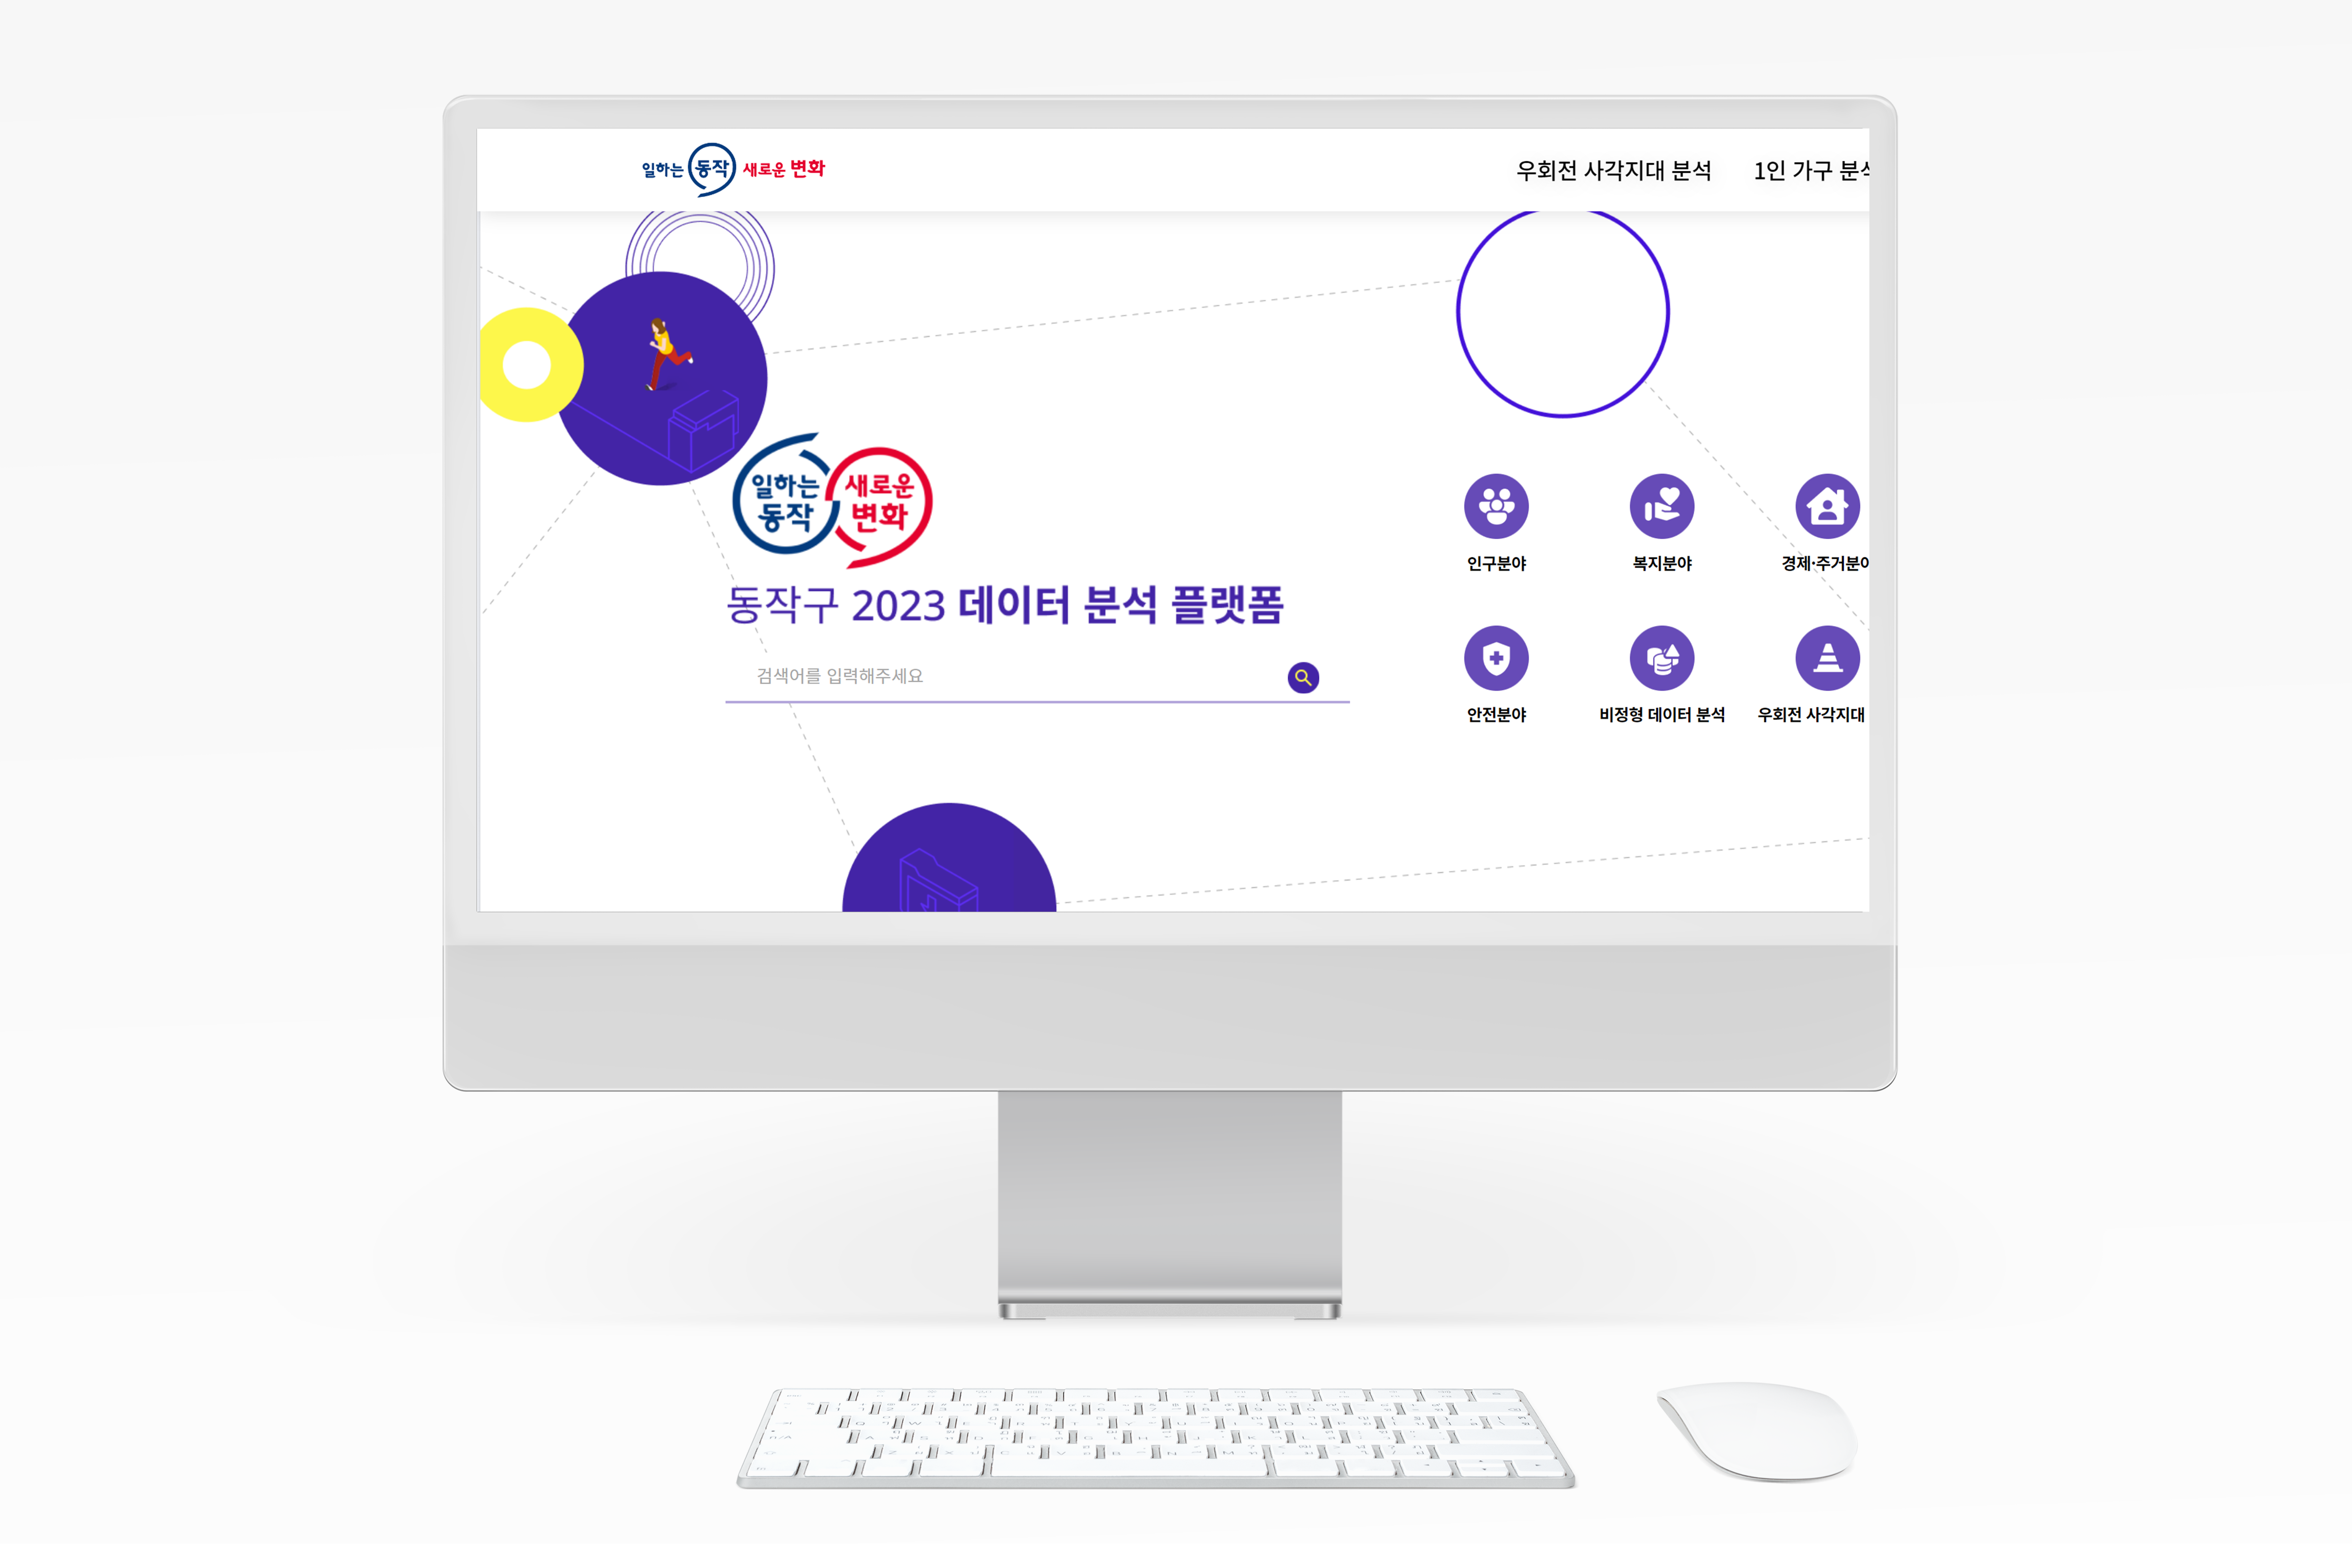 일하는 동작 새로운 변화
우회전 사각지대 분석
1인 가구
일하는 동작
새로운 변화
동작구 2023 데이터 분석 플랫폼
검색어를 입력해주세요
인구분야
복지분야
경제·주거분야
안전분야
비정형 데이터 분석
우회전 사각지대